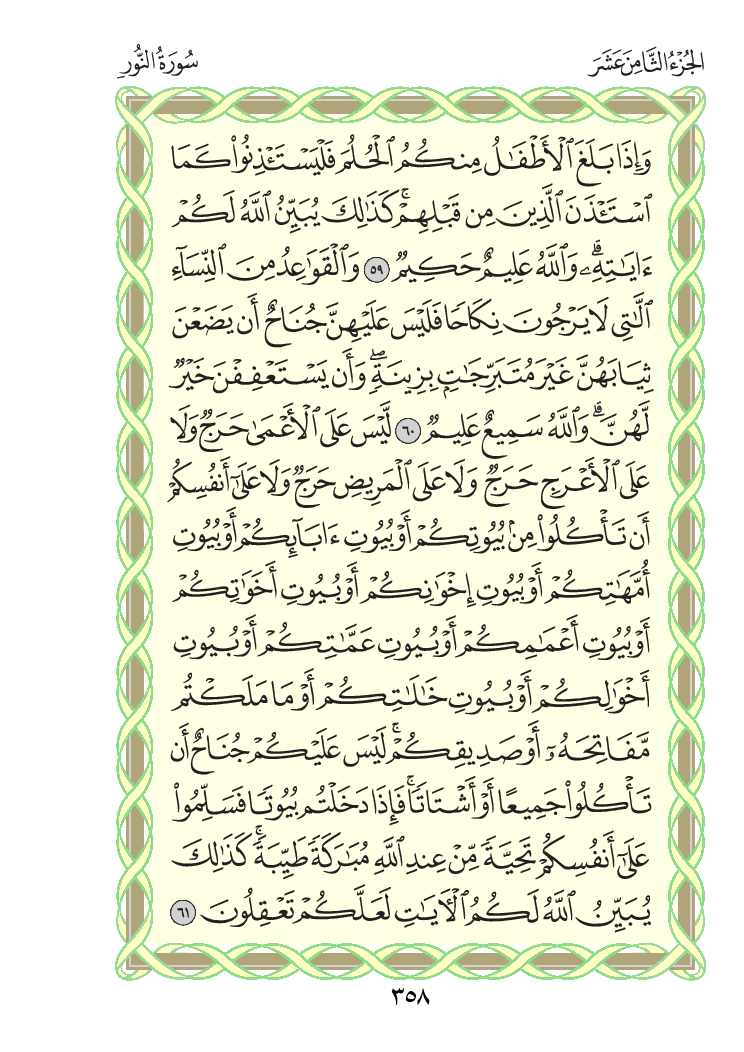 الجُزْءُ الثَّامِنَ عَشَرَ
سُورَةُ النُّورِ
وَإِذَا بَلَغَ ٱلْأَطْفَٰلُ مِنكُمُ ٱلْحُلُمَ فَلْيَسْتَـْٔذِنُوا۟ كَمَا
ٱسْتَـْٔذَنَ ٱلَّذِينَ مِن قَبْلِهِمْ ۚ كَذَٰلِكَ يُبَيِّنُ ٱللَّهُ لَكُمْ
ءَايَٰتِهِۦ ۗ وَٱللَّهُ عَلِيمٌ حَكِيمٌ ٥٩ وَٱلْقَوَٰعِدُ مِنَ ٱلنِّسَآءِ
ٱلَّٰتِى لَا يَرْجُونَ نِكَاحًا فَلَيْسَ عَلَيْهِنَّ جُنَاحٌ أَن يَضَعْنَ
ثِيَابَهُنَّ غَيْرَ مُتَبَرِّجَٰتٍۭ بِزِينَةٍ ۖ وَأَن يَسْتَعْفِفْنَ خَيْرٌ
لَّهُنَّ ۗ وَٱللَّهُ سَمِيعٌ عَلِيمٌ ٦٠ لَّيْسَ عَلَى ٱلْأَعْمَىٰ حَرَجٌ وَلَا
عَلَى ٱلْأَعْرَجِ حَرَجٌ وَلَا عَلَى ٱلْمَرِيضِ حَرَجٌ وَلَا عَلَىٰٓ أَنفُسِكُمْ
أَن تَأْكُلُوا۟ مِنۢ بُيُوتِكُمْ أَوْ بُيُوتِ ءَابَآئِكُمْ أَوْ بُيُوتِ
أُمَّهَٰتِكُمْ أَوْ بُيُوتِ إِخْوَٰنِكُمْ أَوْ بُيُوتِ أَخَوَٰتِكُمْ
أَوْ بُيُوتِ أَعْمَٰمِكُمْ أَوْ بُيُوتِ عَمَّٰتِكُمْ أَوْ بُيُوتِ
أَخْوَٰلِكُمْ أَوْ بُيُوتِ خَٰلَٰتِكُمْ أَوْ مَا مَلَكْتُم
مَّفَاتِحَهُۥٓ أَوْ صَدِيقِكُمْ ۚ لَيْسَ عَلَيْكُمْ جُنَاحٌ أَن
تَأْكُلُوا۟ جَمِيعًا أَوْ أَشْتَاتًا ۚ فَإِذَا دَخَلْتُم بُيُوتًا فَسَلِّمُوا۟
عَلَىٰٓ أَنفُسِكُمْ تَحِيَّةً مِّنْ عِندِ ٱللَّهِ مُبَٰرَكَةً طَيِّبَةً ۚ كَذَٰلِكَ
يُبَيِّنُ ٱللَّهُ لَكُمُ ٱلْـَٔايَٰتِ لَعَلَّكُمْ تَعْقِلُونَ ٦١
٣٥٨